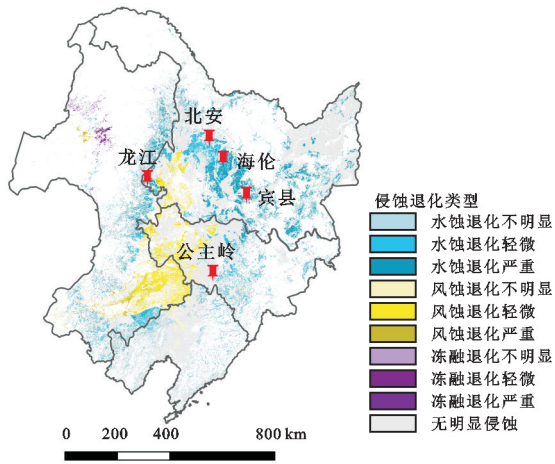 北安
龙江
海伦
宾县
公主岭
侵蚀退化类型
水蚀退化不明显
水蚀退化轻微
水蚀退化严重
风蚀退化不明显
风蚀退化轻微
风蚀退化严重
冻融退化不明显
冻融退化轻微
冻融退化严重
无明显侵蚀
0 200 400 800 km